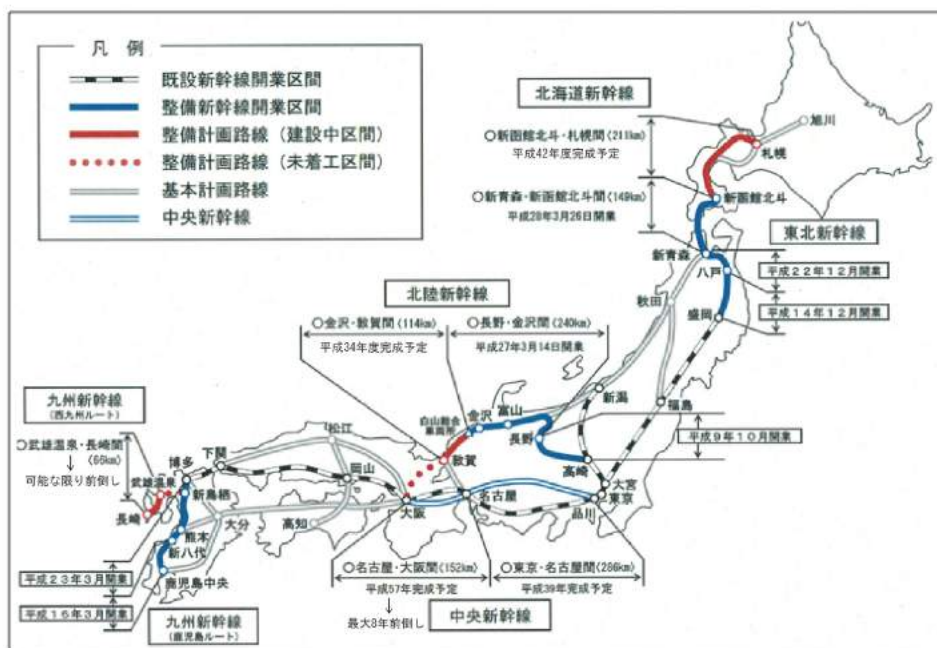 凡 例
既設新幹線開業区間
整備新幹線開業区間
整備計画路線（建設中区間）
整備計画路線（未着工区間）
基本計画路線
中央新幹線
北海道新幹線
○新函館北斗・札幌間(211km)
平成42年度完成予定
○新青森・新函館北斗間(149km)
平成28年3月26日開業
旭川
札幌
新函館北斗
東北新幹線
新青森
八戸
平成22年12月開業
秋田
盛岡
平成14年12月開業
北陸新幹線
○金沢・敦賀間(114km)
平成34年度完成予定
○長野・金沢間(240km)
平成27年3月14日開業
新潟
福島
白山総合
車両所
金沢
富山
長野
平成9年10月開業
敦賀
高崎
大宮
東京
品川
九州新幹線
(西九州ルート)
○武雄温泉・長崎間
(66km)
可能な限り前倒し
松江
下関
博多
岡山
武雄温泉
新鳥栖
大阪
名古屋
長崎
大分
高知
熊本
新八代
鹿児島中央
平成23年3月開業
平成16年3月開業
九州新幹線
(鹿児島ルート)
○名古屋・大阪間(152km)
平成57年完成予定
最大8年前倒し
○東京・名古屋間(286km)
平成39年完成予定
中央新幹線